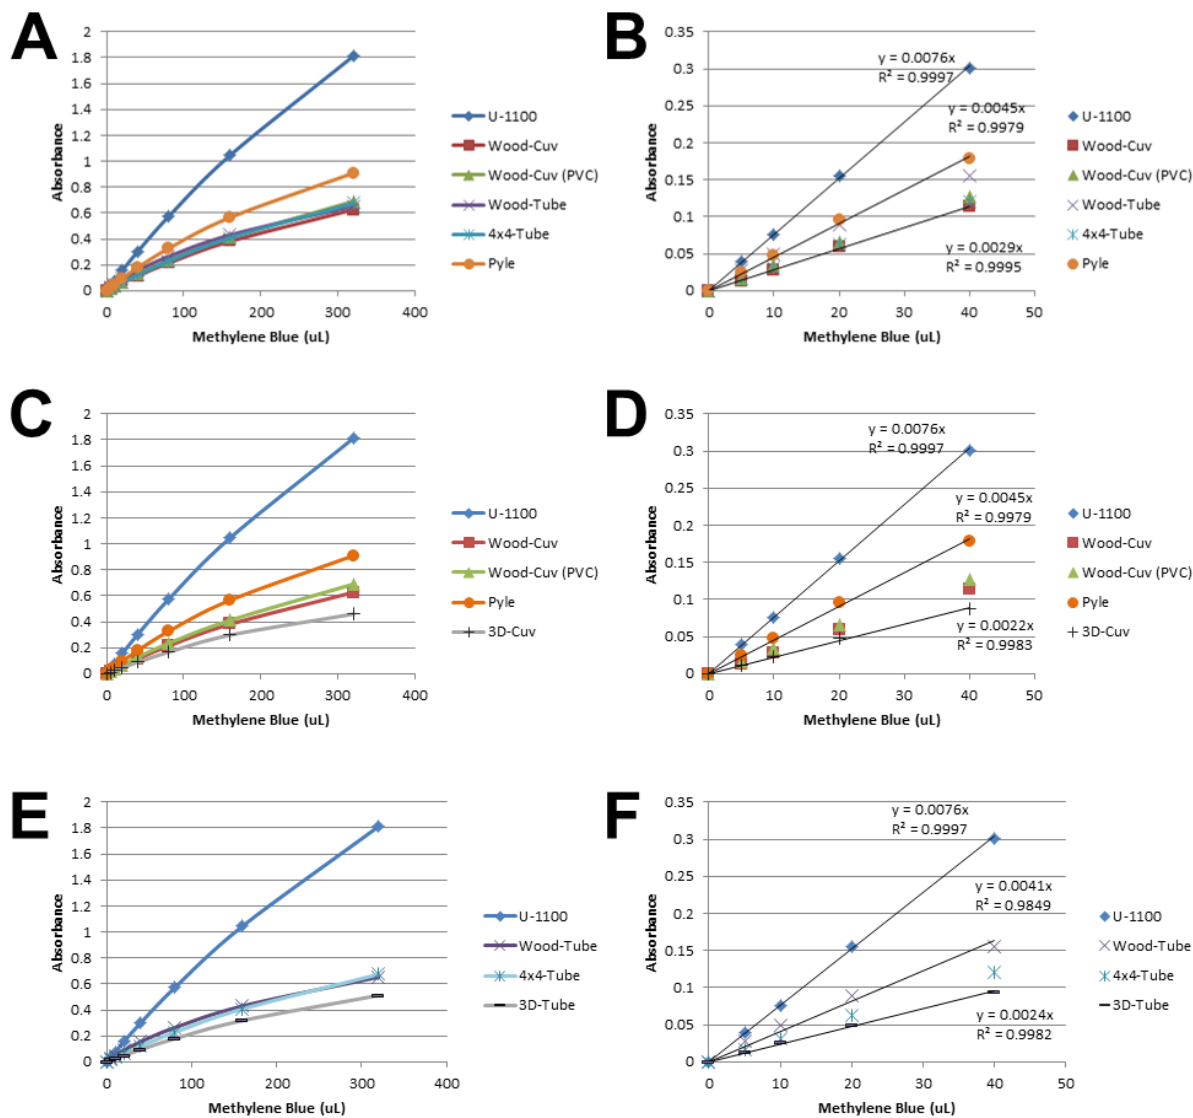 A
2
1.8
1.6
1.4
1.2
1
0.8
0.6
0.4
0.2
0
Absorbance
0 100 200 300 400
Methylene Blue (uL)
U-1100
Wood-Cuv
Wood-Cuv (PVC)
Wood-Tube
4x4-Tube
Pyle
B
0.35
0.3
0.25
0.2
0.15
0.1
0.05
0
Absorbance
y = 0.0076x
R² = 0.9997
y = 0.0045x
R² = 0.9979
y = 0.0029x
R² = 0.9995
0 10 20 30 40 50
Methylene Blue (uL)
U-1100
Wood-Cuv
Wood-Cuv (PVC)
Wood-Tube
4x4-Tube
Pyle
C
2
1.8
1.6
1.4
1.2
1
0.8
0.6
0.4
0.2
0
Absorbance
0 100 200 300 400
Methylene Blue (uL)
U-1100
Wood-Cuv
Wood-Cuv (PVC)
Pyle
3D-Cuv
D
0.35
0.3
0.25
0.2
0.15
0.1
0.05
0
Absorbance
y = 0.0076x
R² = 0.9997
y = 0.0045x
R² = 0.9979
y = 0.0022x
R² = 0.9983
0 10 20 30 40 50
Methylene Blue (uL)
U-1100
Wood-Cuv
Wood-Cuv (PVC)
Pyle
3D-Cuv
E
2
1.8
1.6
1.4
1.2
1
0.8
0.6
0.4
0.2
0
Absorbance
0 100 200 300 400
Methylene Blue (uL)
U-1100
Wood-Tube
4x4-Tube
3D-Tube
F
0.35
0.3
0.25
0.2
0.15
0.1
0.05
0
Absorbance
y = 0.0076x
R² = 0.9997
y = 0.0041x
R² = 0.9849
y = 0.0024x
R² = 0.9982
0 10 20 30 40 50
Methylene Blue (uL)
U-1100
Wood-Tube
4x4-Tube
3D-Tube